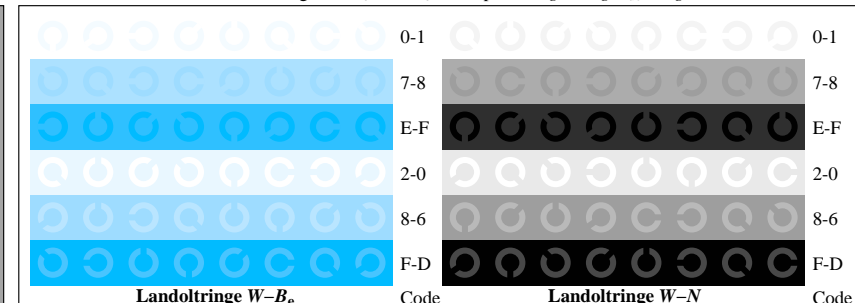 0-1 0-1
7-8 7-8
E-F E-F
2-0 2-0
8-6 8-6
F-D F-D
Landoltringe W–Be Code Landoltringe W–N Code